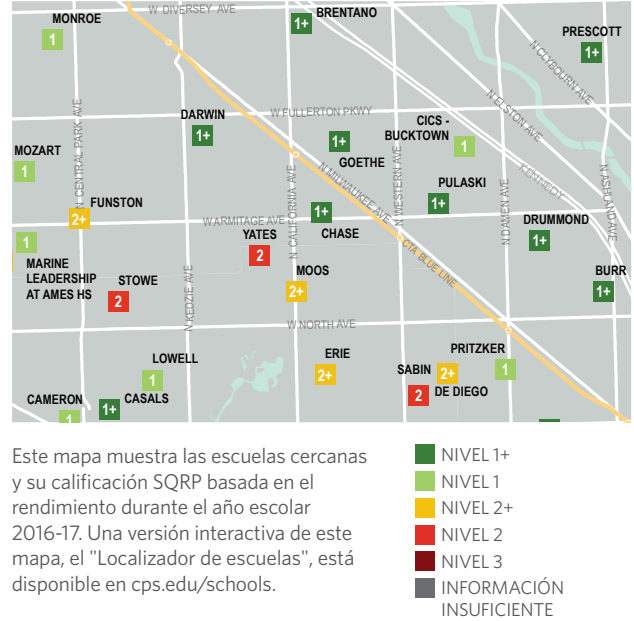 W DIVERSEY AVE
BRENTANO
1+
MONROE
1
PRESCOTT
1+
N CLYBOURN AVE
N ELSTON AVE
DARWIN
1+
W FULLERTON PKWY
GOETHE
1+
CICS -
BUCKTOWN
1
KENNEDY
MOZART
1
N CENTRAL PARK AVE
N CALIFORNIA AVE
N MILWAUKEE AVE
N WESTERN AVE
N DAMEN AVE
N ASHLAND AVE
PULASKI
1+
FUNSTON
2+
W ARMITAGE AVE
CHASE
1+
DRUMMOND
1+
1
MARINE
LEADERSHIP
AT AMES HS
YATES
2
CTA BLUE LINE
STOWE
2
N KEDZIE AVE
MOOS
2+
BURR
1+
W NORTH AVE
LOWELL
1
ERIE
2+
SABIN
2+
PRITZKER
1
2
DE DIEGO
CAMERON
1
1+
CASALS
Este mapa muestra las escuelas cercanas
y su calificación SQRP basada en el
rendimiento durante el año escolar
2016-17. Una versión interactiva de este
mapa, el "Localizador de escuelas", está
disponible en cps.edu/schools.
NIVEL 1+
NIVEL 1
NIVEL 2+
NIVEL 2
NIVEL 3
INFORMACIÓN
INSUFICIENTE